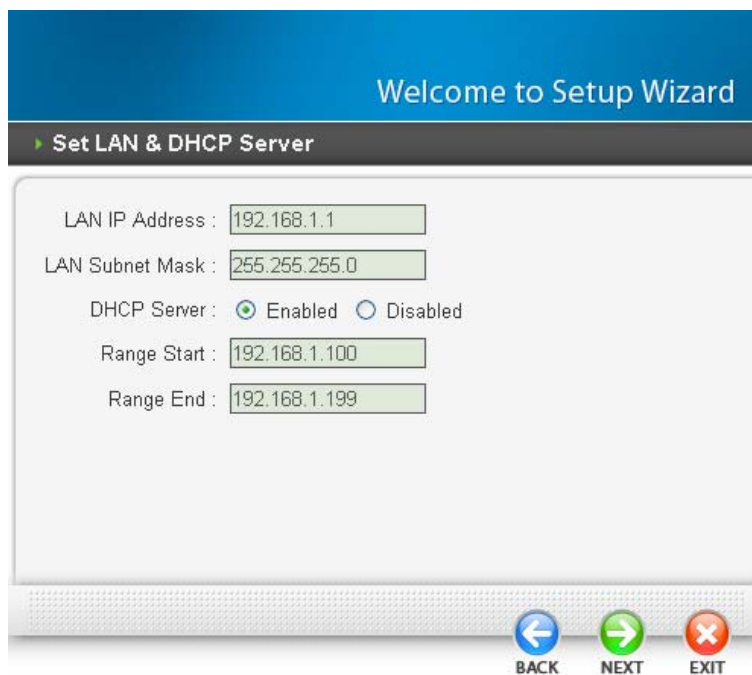 Welcome to Setup Wizard
Set LAN & DHCP Server
LAN IP Address : 192.168.1.1
LAN Subnet Mask : 255.255.255.0
DHCP Server : Enabled Disabled
Range Start : 192.168.1.100
Range End : 192.168.1.199
BACK NEXT EXIT